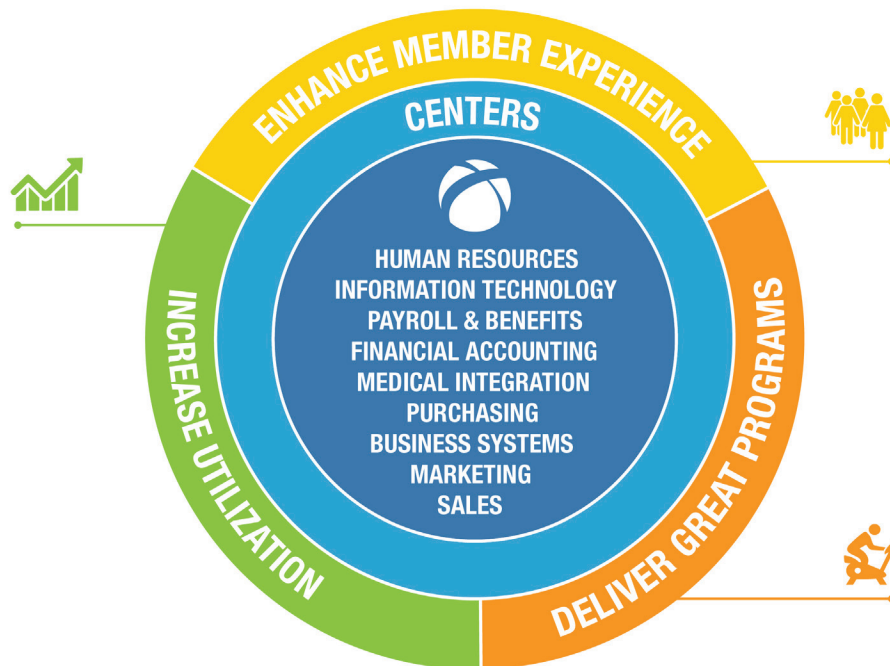 ENHANCE MEMBER EXPERIENCE
CENTERS
HUMAN RESOURCES
INFORMATION TECHNOLOGY
PAYROLL & BENEFITS
FINANCIAL ACCOUNTING
MEDICAL INTEGRATION
PURCHASING
BUSINESS SYSTEMS
MARKETING
SALES
INCREASE UTILIZATION
DELIVER GREAT PROGRAMS